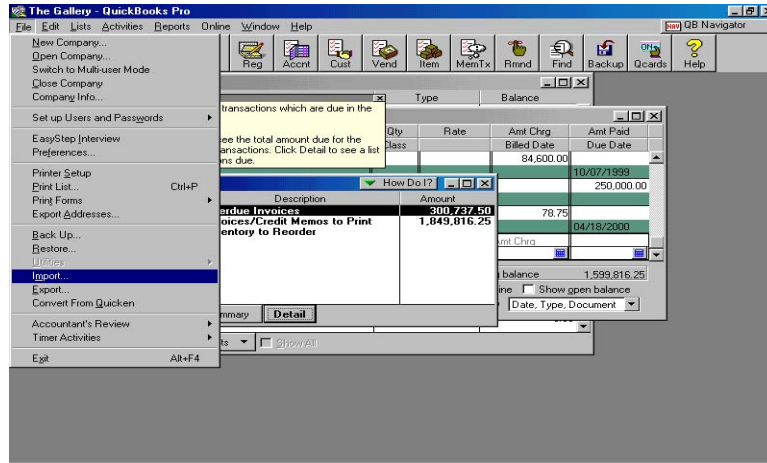 The Gallery - QuickBooks Pro
File Edit Lists Activities Reports Online Window Help
QB Navigator
Reg Accnt Cust Vend Item MemTx Rmnd Find Backup Qcards Help
New Company...
Open Company...
Switch to Multi-user Mode
Close Company
Company Info...
Set up Users and Passwords
EasyStep Interview
Preferences...
Printer Setup
Print List... Ctrl+P
Print Forms
Export Addresses...
Back Up...
Restore...
Utilities
Import...
Export...
Convert From Quicken
Accountant's Review
Timer Activities
Exit Alt+F4
Type Balance
transactions which are due in the
see the total amount due for the
ansactions. Click Detail to see a list
ns due.
Qty Rate Amt Chrg Amt Paid
Class Billed Date Due Date
84,600.00
10/07/1999
250,000.00
78.75
04/18/2000
Amt Chrg
How Do I?
Description Amount
erdue Invoices 300,737.50
oices/Credit Memos to Print 1,849,816.25
entory to Reorder
balance 1,599,816.25
ine Show open balance
Date, Type, Document
mmary Detail
ts Show All